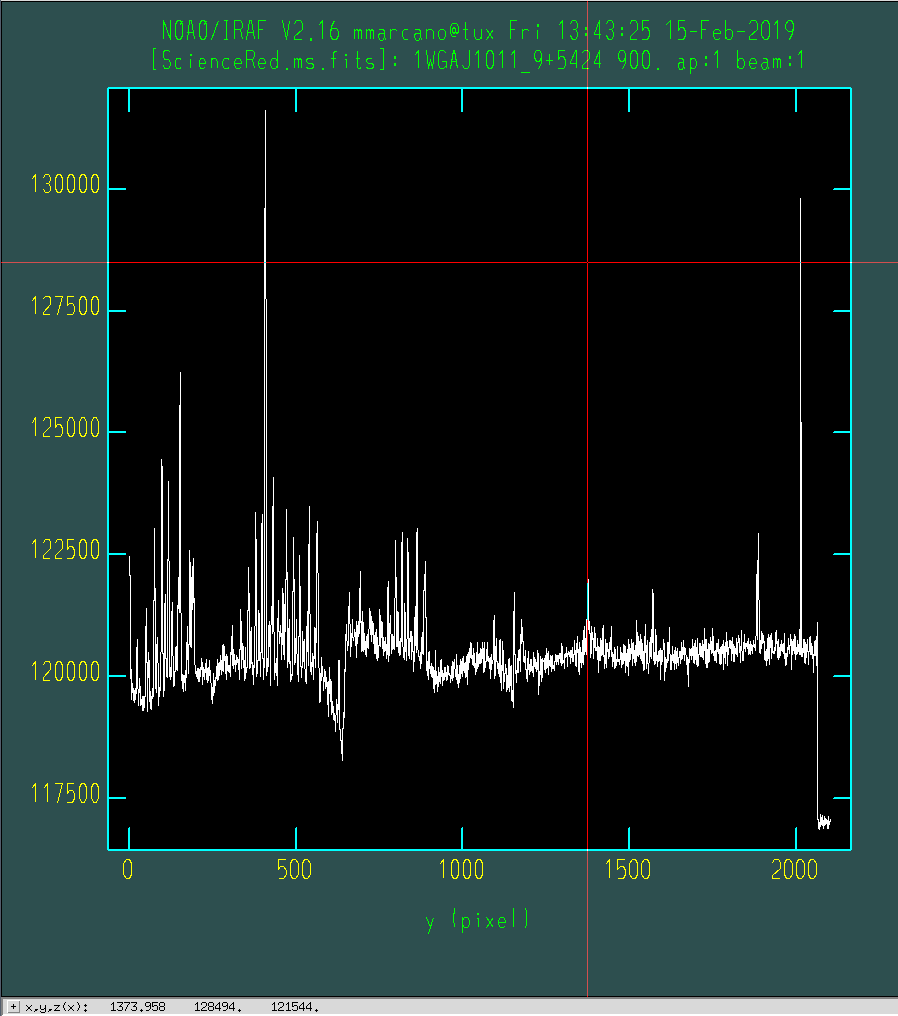 NOAO/IRAF V2.16 mmarcano@tux Fri 13:43:25 15-Feb-2019
[ScienceRed.ms.fits]: 1WGAJ1011_9+5424 900. ap:1 beam:1
130000
127500
125000
122500
120000
117500
0 500 1000 1500 2000
y (pixel)
+ x,y,z(x): 1373.958 128494. 121544.